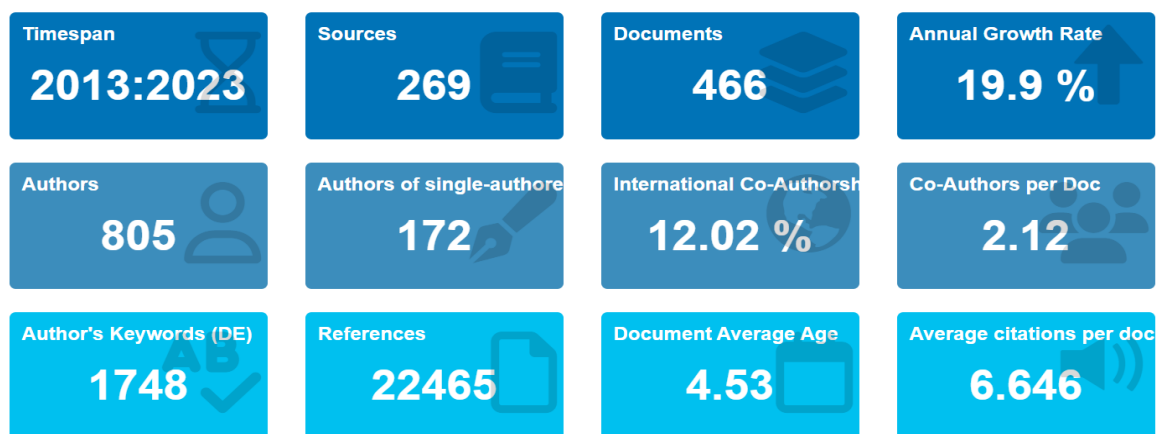 Timespan
2013:2023
Sources
269
Documents
466
Annual Growth Rate
19.9 %
Authors
805
Authors of single-authore
172
International Co-Authorsh
12.02 %
Co-Authors per Doc
2.12
Author's Keywords (DE)
AB
1748
References
22465
Document Average Age
4.53
Average citations per doc
6.646